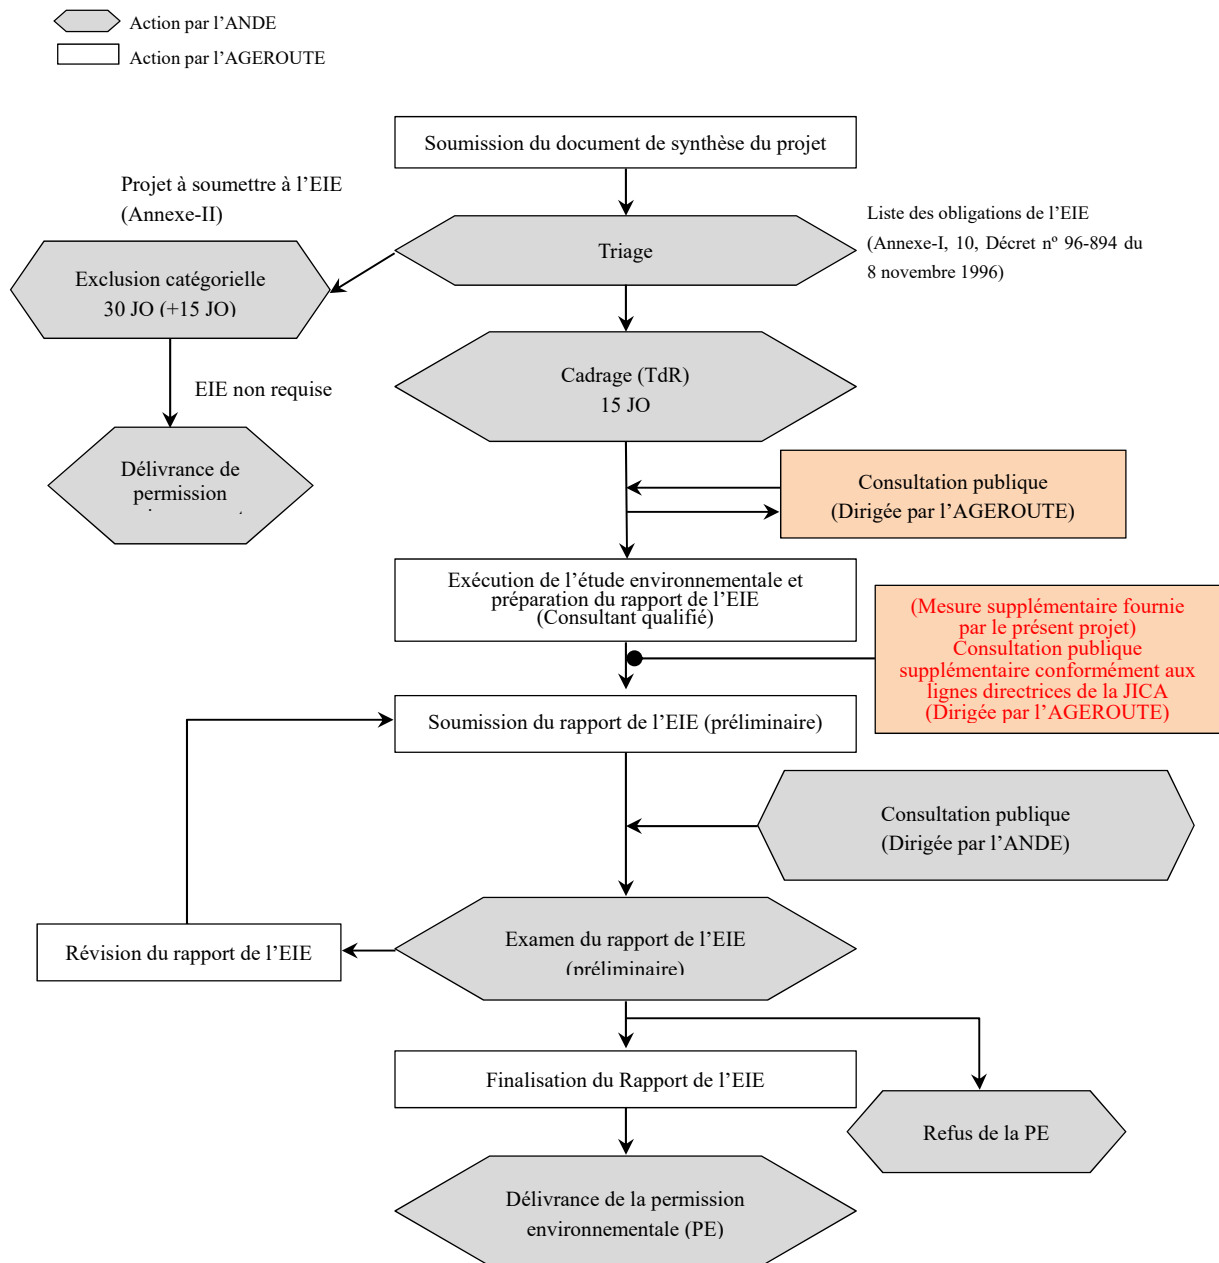 Action par l’ANDE
Action par l’AGEROUTE
Soumission du document de synthèse du projet
Projet à soumettre à l’EIE
(Annexe-II)
Liste des obligations de l’EIE
(Annexe-I, 10, Décret nº 96-894 du
8 novembre 1996)
Triage
Exclusion catégorielle
30 JO (+15 JO)
Cadrage (TdR)
15 JO
EIE non requise
Délivrance de
permission
Consultation publique
(Dirigée par l’AGEROUTE)
Exécution de l’étude environnementale et
préparation du rapport de l’EIE
(Consultant qualifié)
(Mesure supplémentaire fournie
par le présent projet)
Consultation publique
supplémentaire conformément aux
lignes directrices de la JICA
(Dirigée par l’AGEROUTE)
Soumission du rapport de l’EIE (préliminaire)
Consultation publique
(Dirigée par l’ANDE)
Révision du rapport de l’EIE
Examen du rapport de l’EIE
(préliminaire)
Finalisation du Rapport de l’EIE
Refus de la PE
Délivrance de la permission
environnementale (PE)